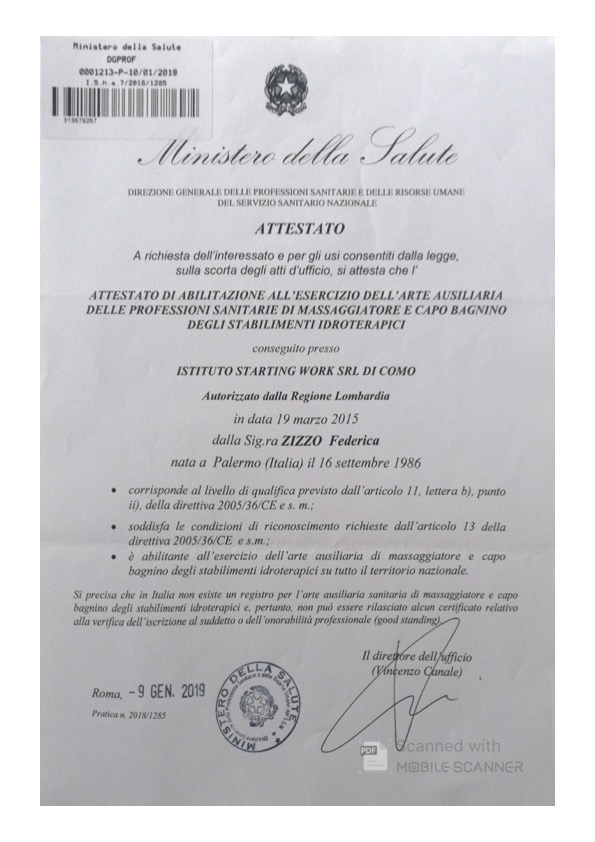 Ministero della Salute
DGPROF
0001213-P-10/01/2019
I.5.h.a.7/2018/1285
313679257
Ministero della Salute
DIREZIONE GENERALE DELLE PROFESSIONI SANITARIE E DELLE RISORSE UMANE
DEL SERVIZIO SANITARIO NAZIONALE
ATTESTATO
A richiesta dell'interessato e per gli usi consentiti dalla legge,
sulla scorta degli atti d'ufficio, si attesta che l'
ATTESTATO DI ABILITAZIONE ALL'ESERCIZIO DELL'ARTE AUSILIARIA
DELLE PROFESSIONI SANITARIE DI MASSAGGIATORE E CAPO BAGNINO
DEGLI STABILIMENTI IDROTERAPICI
conseguito presso
ISTITUTO STARTING WORK SRL DI COMO
Autorizzato dalla Regione Lombardia
in data 19 marzo 2015
dalla Sig.ra ZIZZO Federica
nata a Palermo (Italia) il 16 settembre 1986
• corrisponde al livello di qualifica previsto dall'articolo 11, lettera b), punto
ii), della direttiva 2005/36/CE e s. m.;
• soddisfa le condizioni di riconoscimento richieste dall'articolo 13 della
direttiva 2005/36/CE e s.m.;
• è abilitante all'esercizio dell'arte ausiliaria di massaggiatore e capo
bagnino degli stabilimenti idroterapici su tutto il territorio nazionale.
Si precisa che in Italia non esiste un registro per l'arte ausiliaria sanitaria di massaggiatore e capo
bagnino degli stabilimenti idroterapici e, pertanto, non può essere rilasciato alcun certificato relativo
alla verifica dell'iscrizione al suddetto o dell'onorabilità professionale (good standing).
Il direttore dell'ufficio
(Vincenzo Canale)
Roma, - 9 GEN. 2019
Pratica n. 2018/1285
MINISTERO DELLA SALUTE
PDF
Scanned with
MOBILE SCANNER